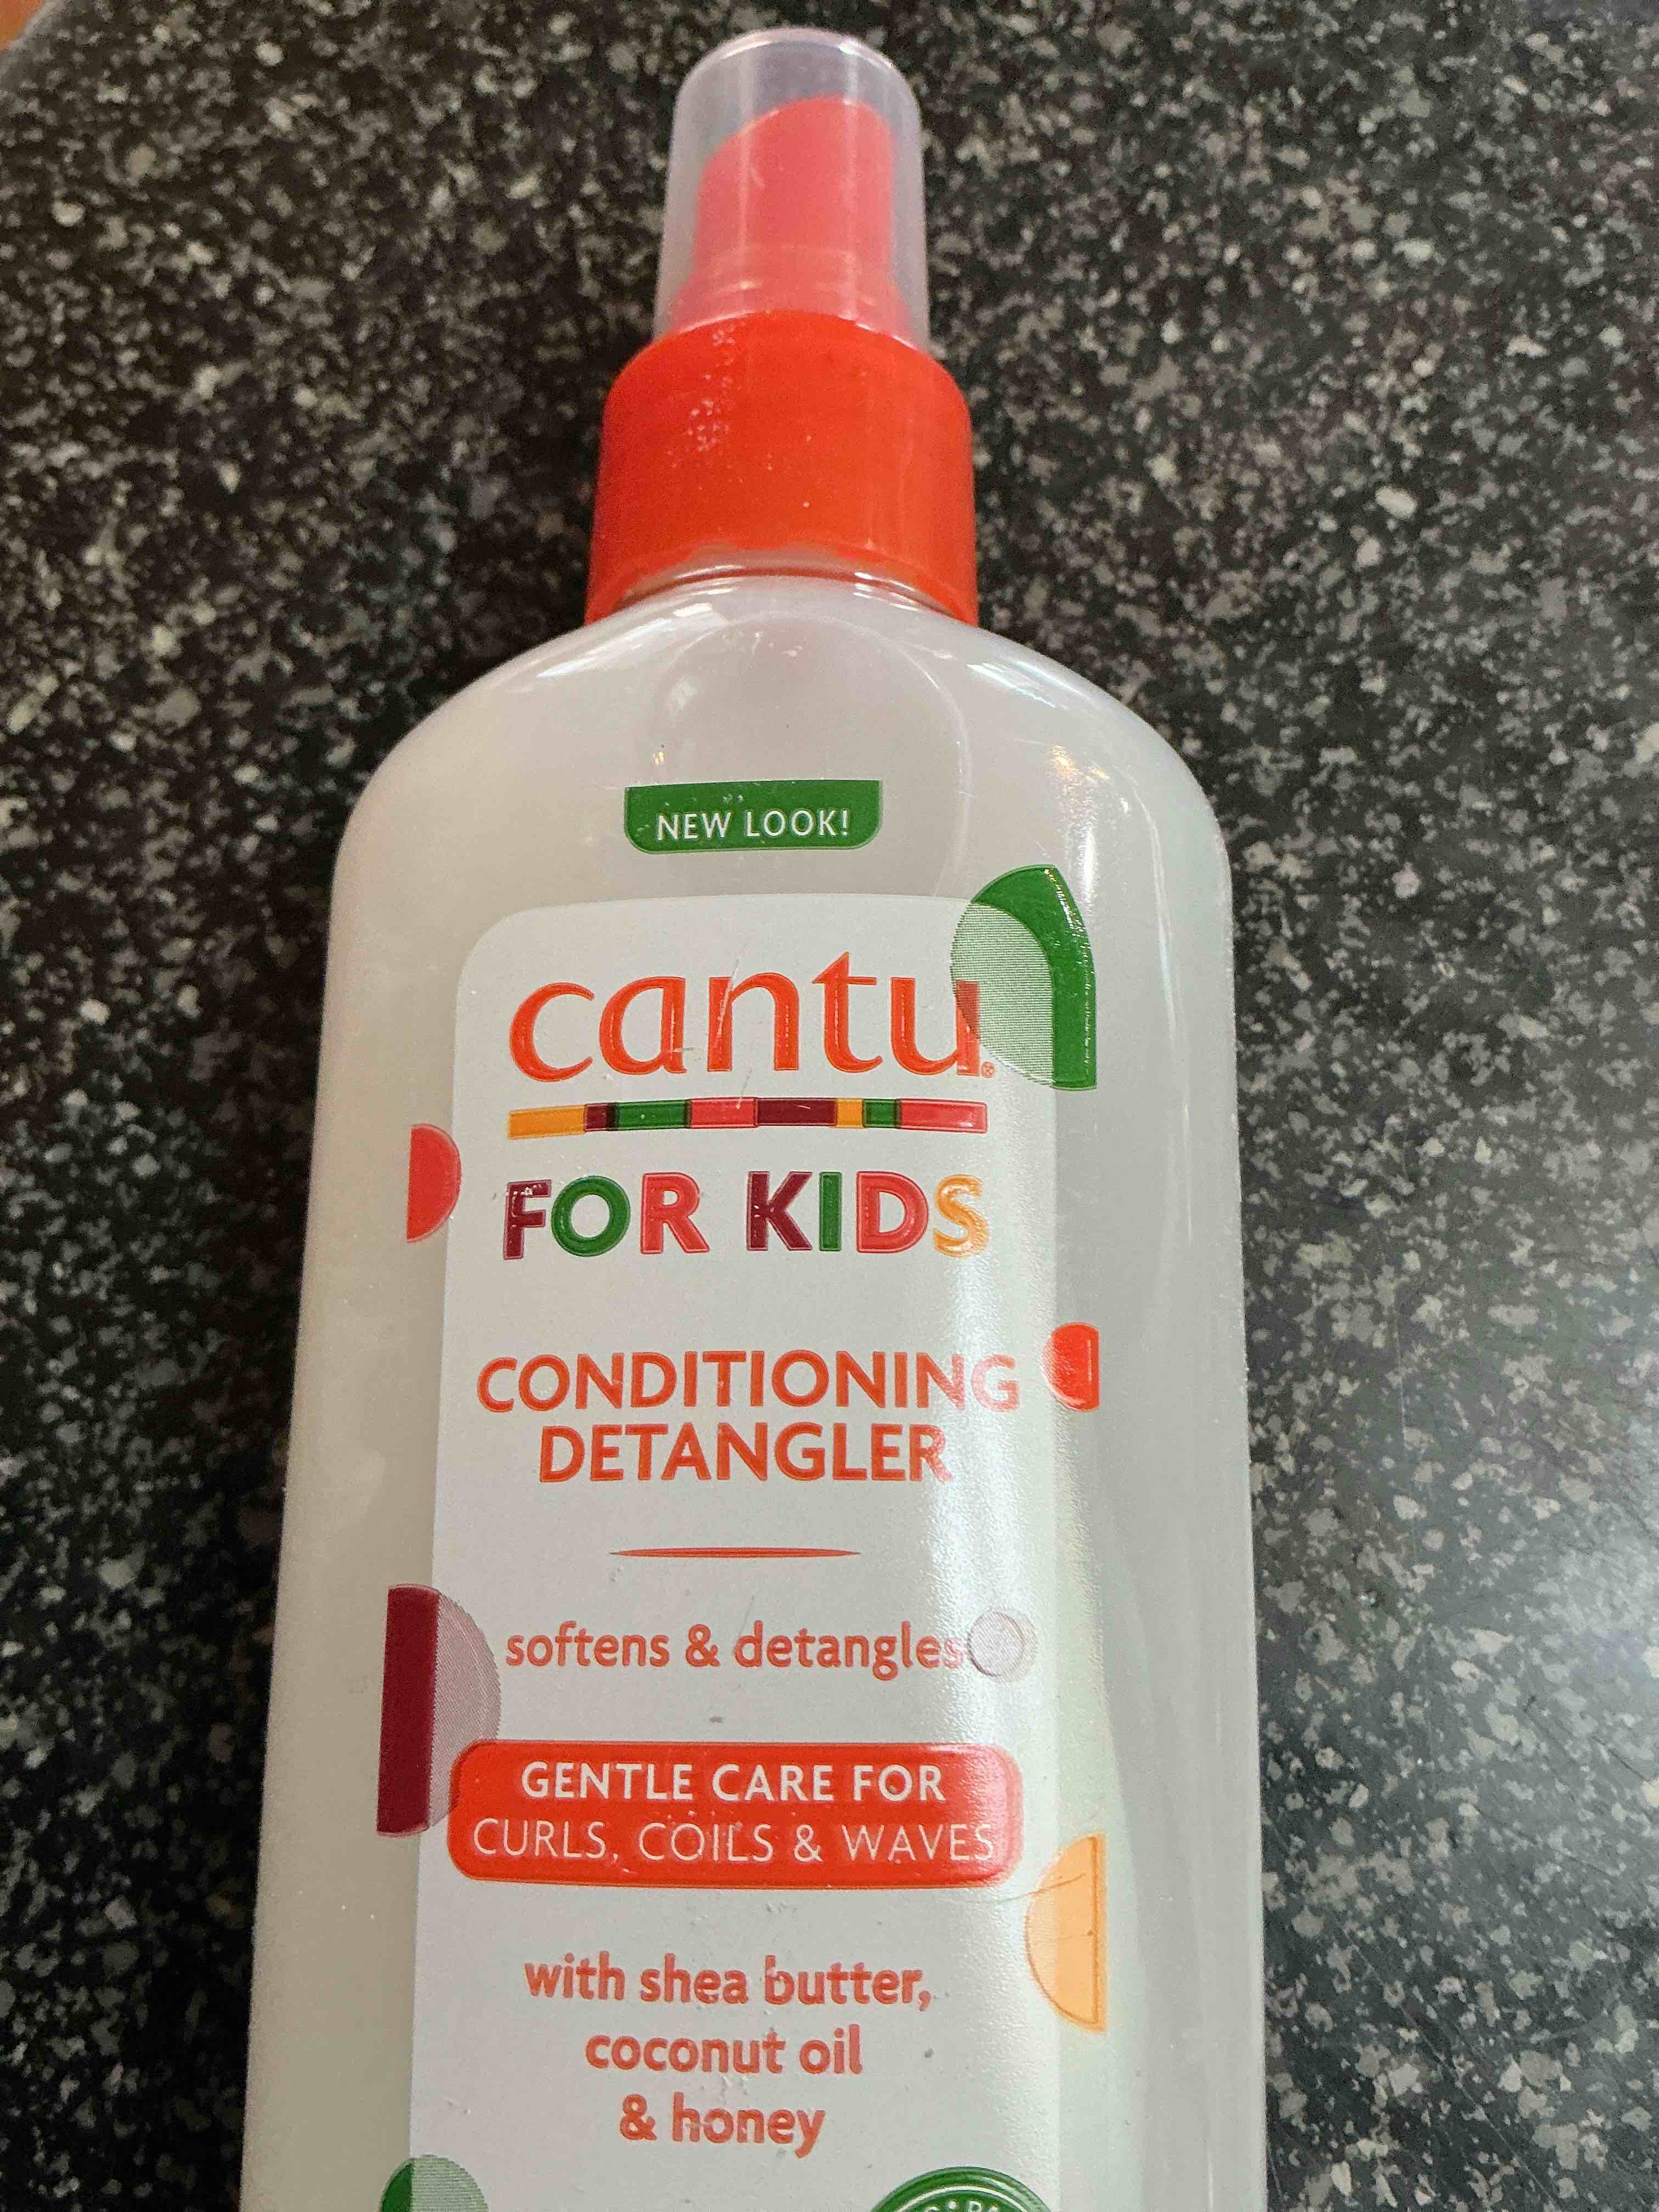 NEW LOOK!
cantu®
FOR KIDS
CONDITIONING
DETANGLER
softens & detangles
GENTLE CARE FOR
CURLS, COILS & WAVES
with shea butter,
coconut oil
& honey